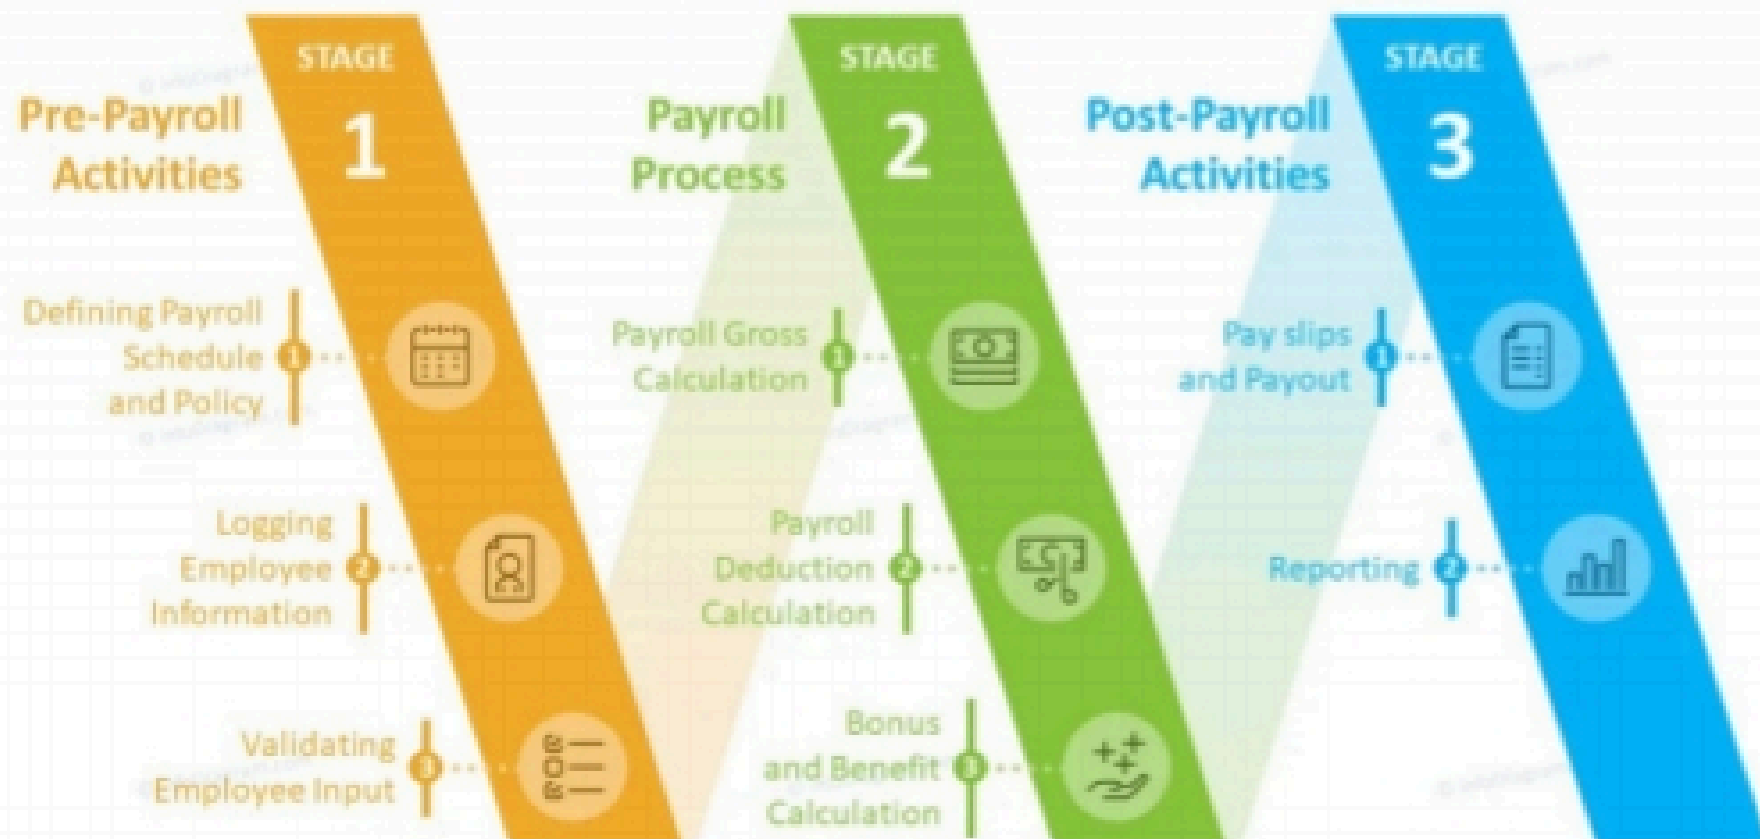 STAGE
1
Pre-Payroll
Activities
Defining Payroll
Schedule
and Policy
1
Logging
Employee
Information
2
Validating
Employee Input
3
STAGE
2
Payroll
Process
Payroll Gross
Calculation
1
Payroll
Deduction
Calculation
2
Bonus
and Benefit
Calculation
3
STAGE
3
Post-Payroll
Activities
Pay slips
and Payout
1
Reporting
2